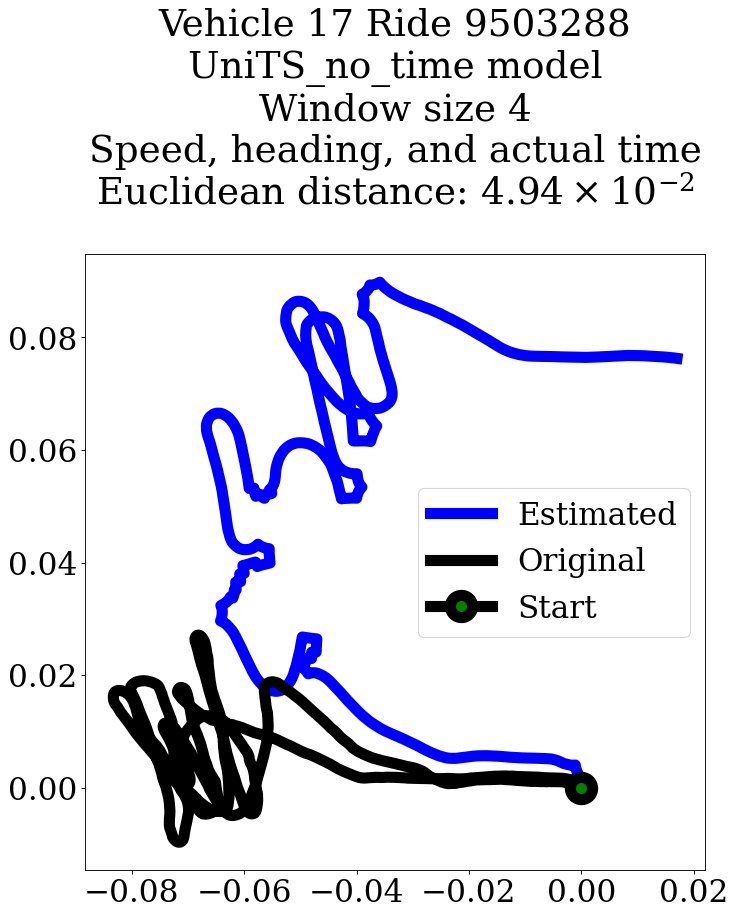 Vehicle 17 Ride 9503288
UniTS_no_time model
Window size 4
Speed, heading, and actual time
Euclidean distance: 4.94 × 10⁻²
0.08
0.06
0.04
0.02
0.00
Estimated
Original
Start
−0.08 −0.06 −0.04 −0.02 0.00 0.02